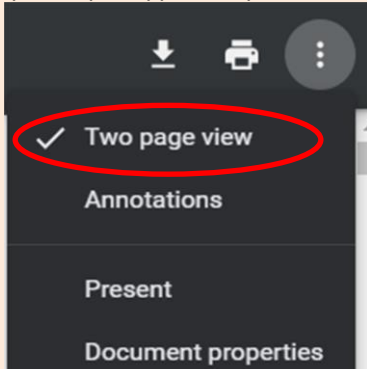 Two page view
Annotations
Present
Document properties